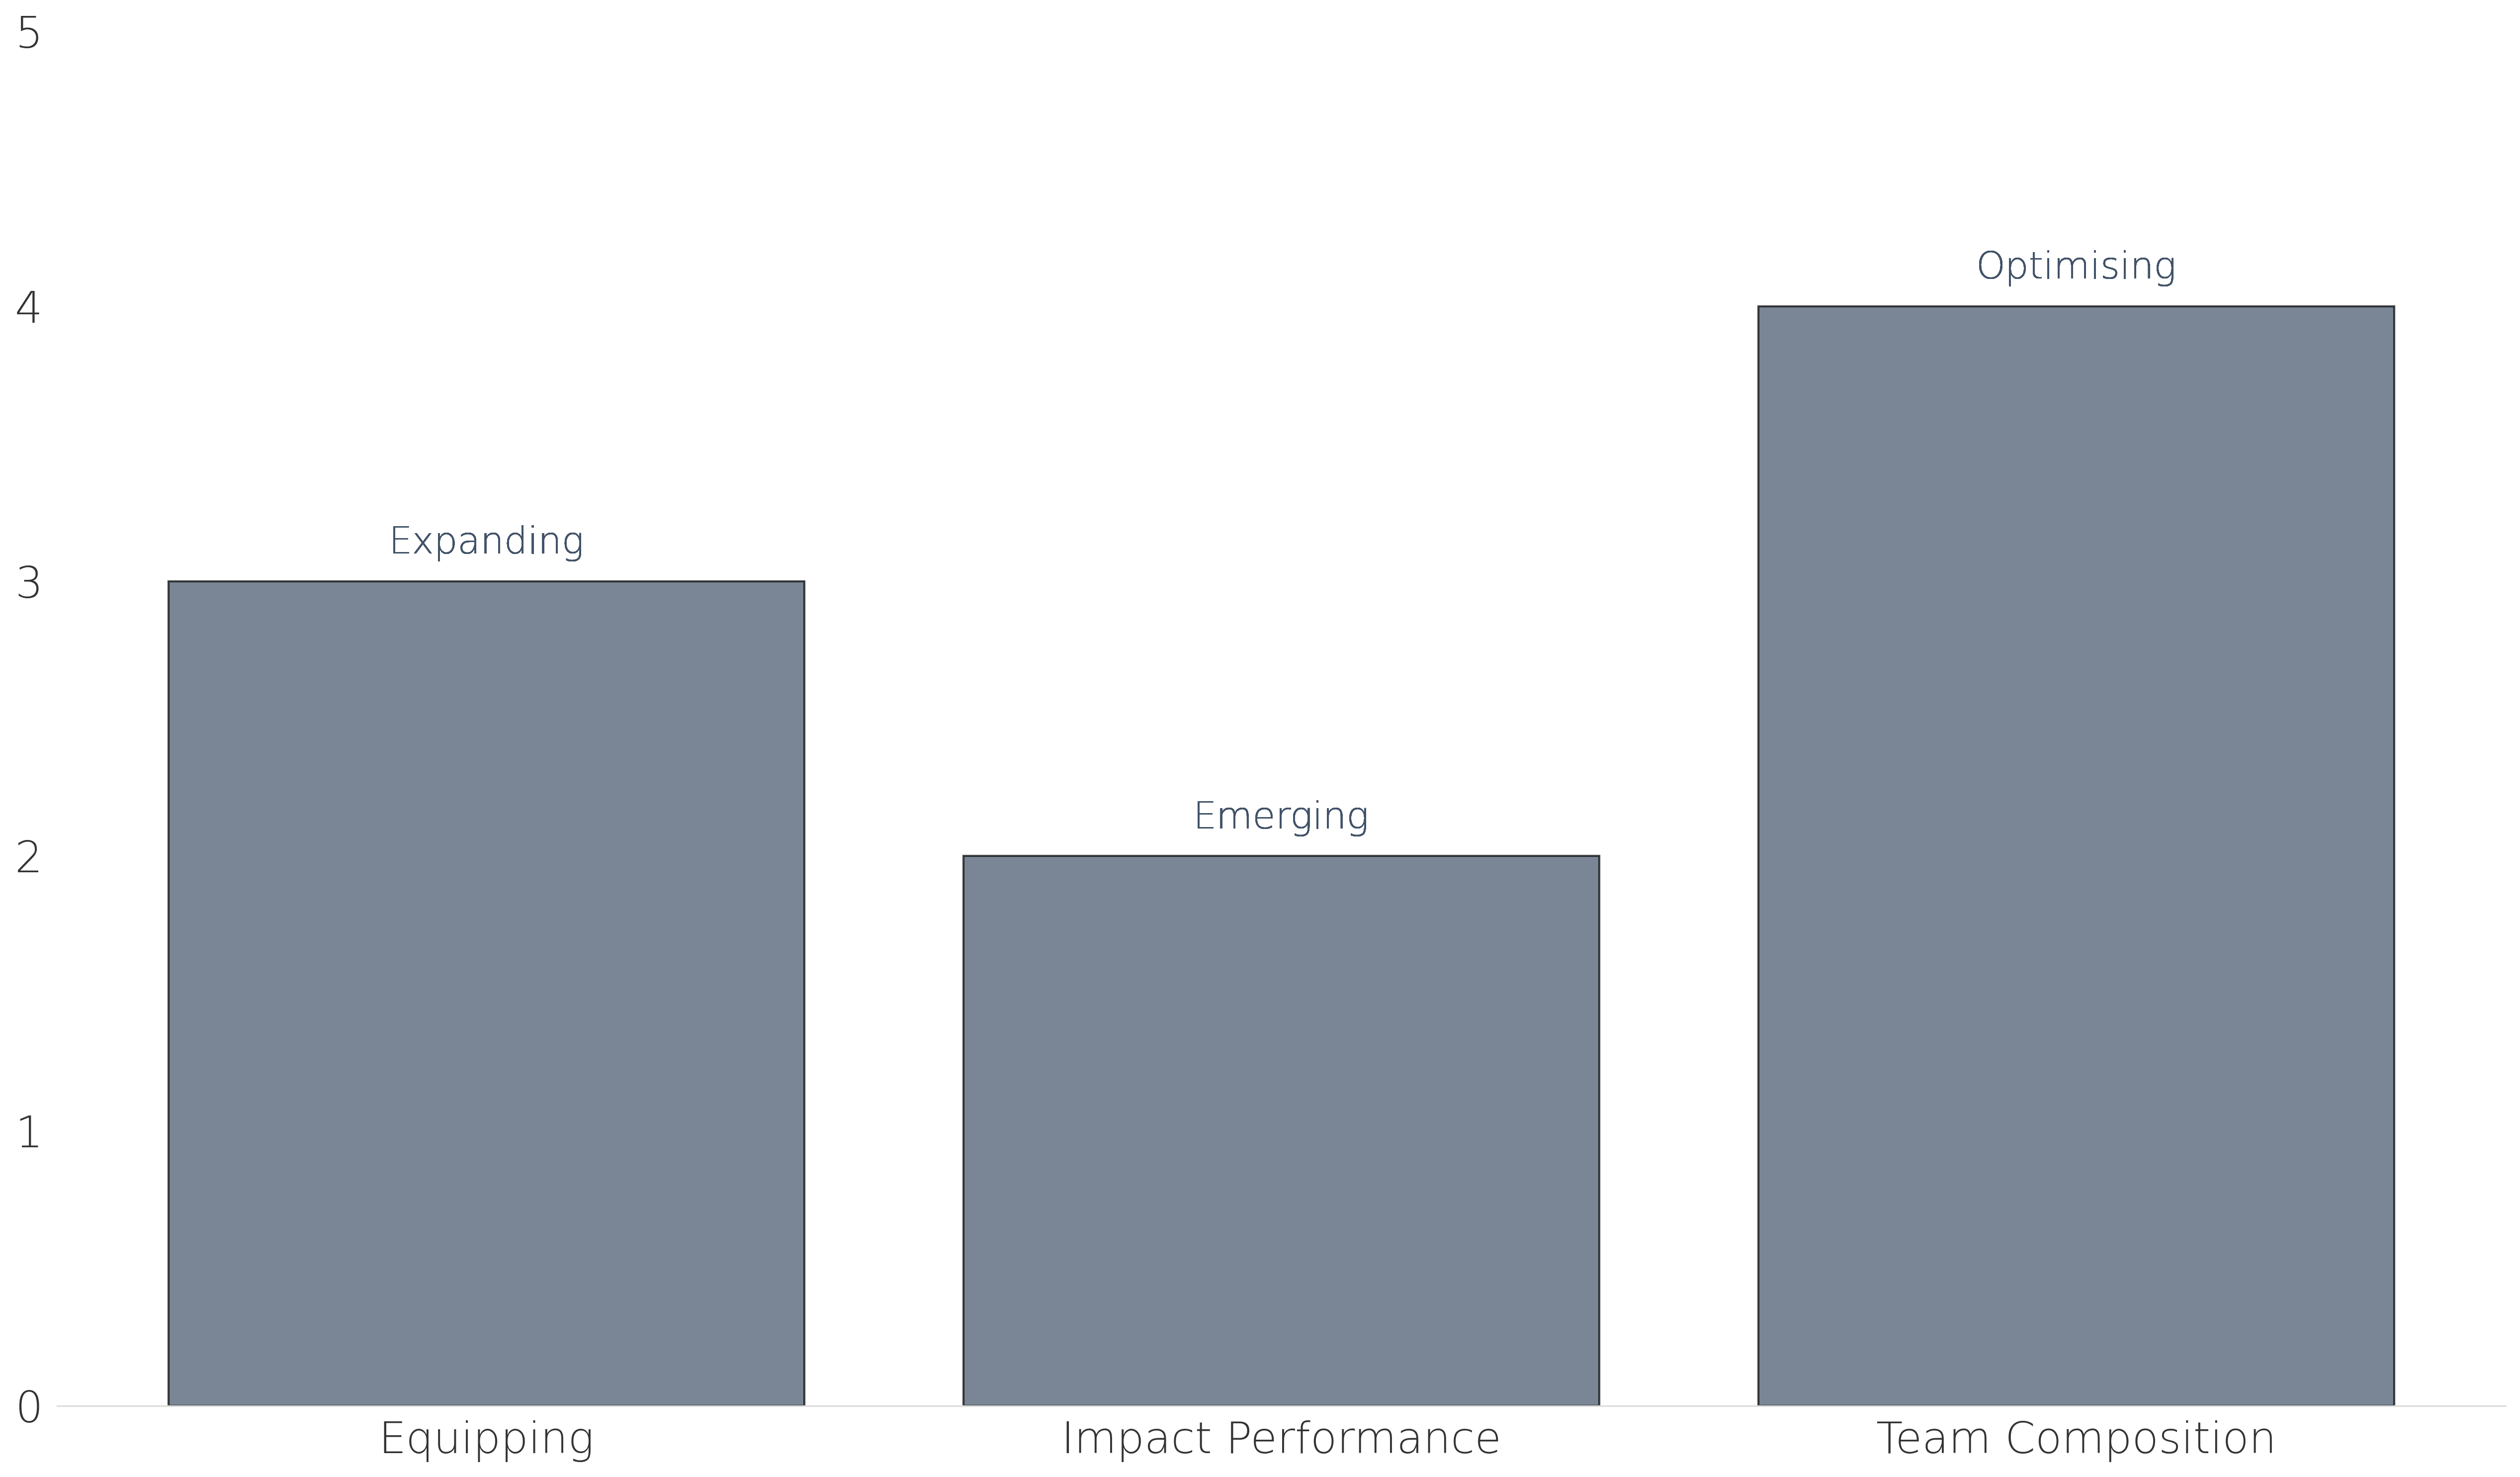 5
Optimising
4
Expanding
3
Emerging
2
1
0
Equipping
Impact Performance
Team Composition